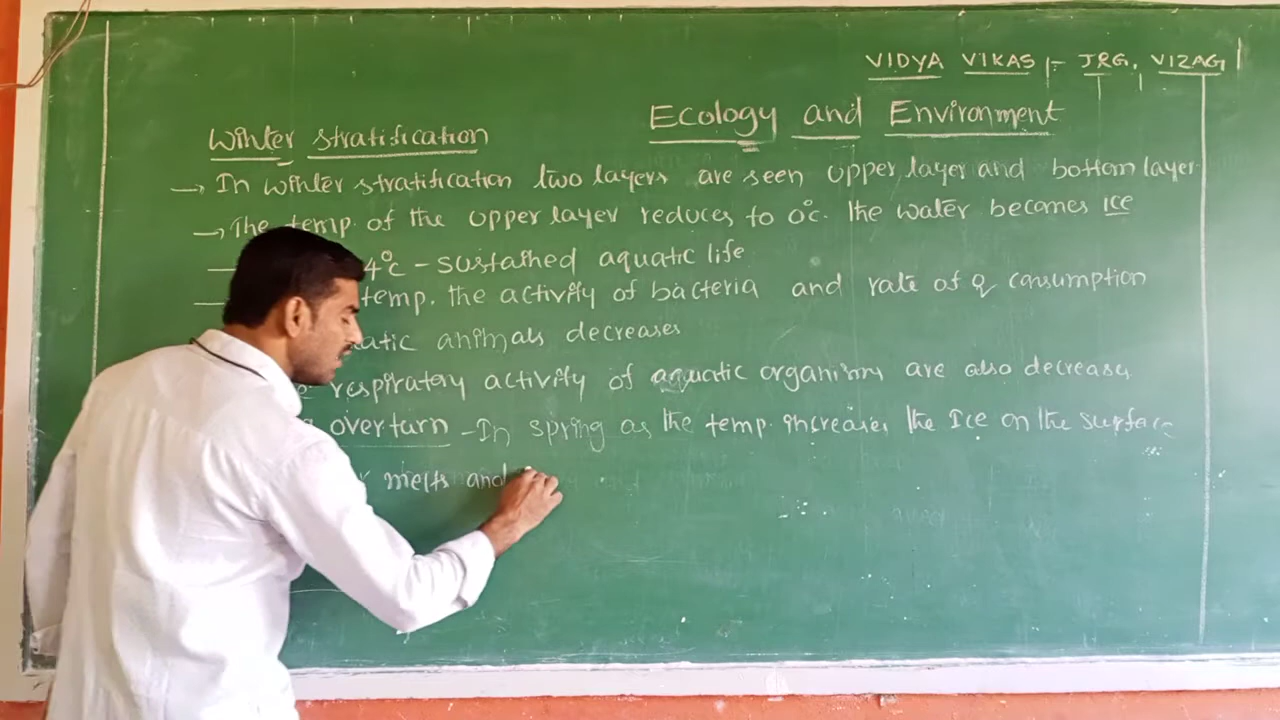 VIDYA VIKAS :- JRG, VIZAG
Ecology and Environment
Winter stratification
→ In winter stratification two layers are seen upper layer and bottom layer
→ The temp. of the upper layer reduces to 0°c. The water becomes ice
4°c - sustained aquatic life
temp. the activity of bacteria and rate of O₂ consumption
animals decreases
respiratory activity of aquatic organism are also decrease
overturn - In spring as the temp. increases the Ice on the surface
melts and